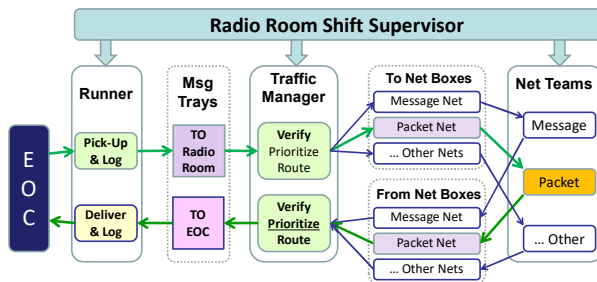 Radio Room Shift Supervisor
Runner
Msg
Trays
Traffic
Manager
To Net Boxes
Net Teams
EOC
Pick-Up
& Log
TO
Radio
Room
Verify
Prioritize
Route
Message Net
Packet Net
... Other Nets
Message
Packet
... Other
Deliver
& Log
TO
EOC
Verify
Prioritize
Route
From Net Boxes
Message Net
Packet Net
... Other Nets